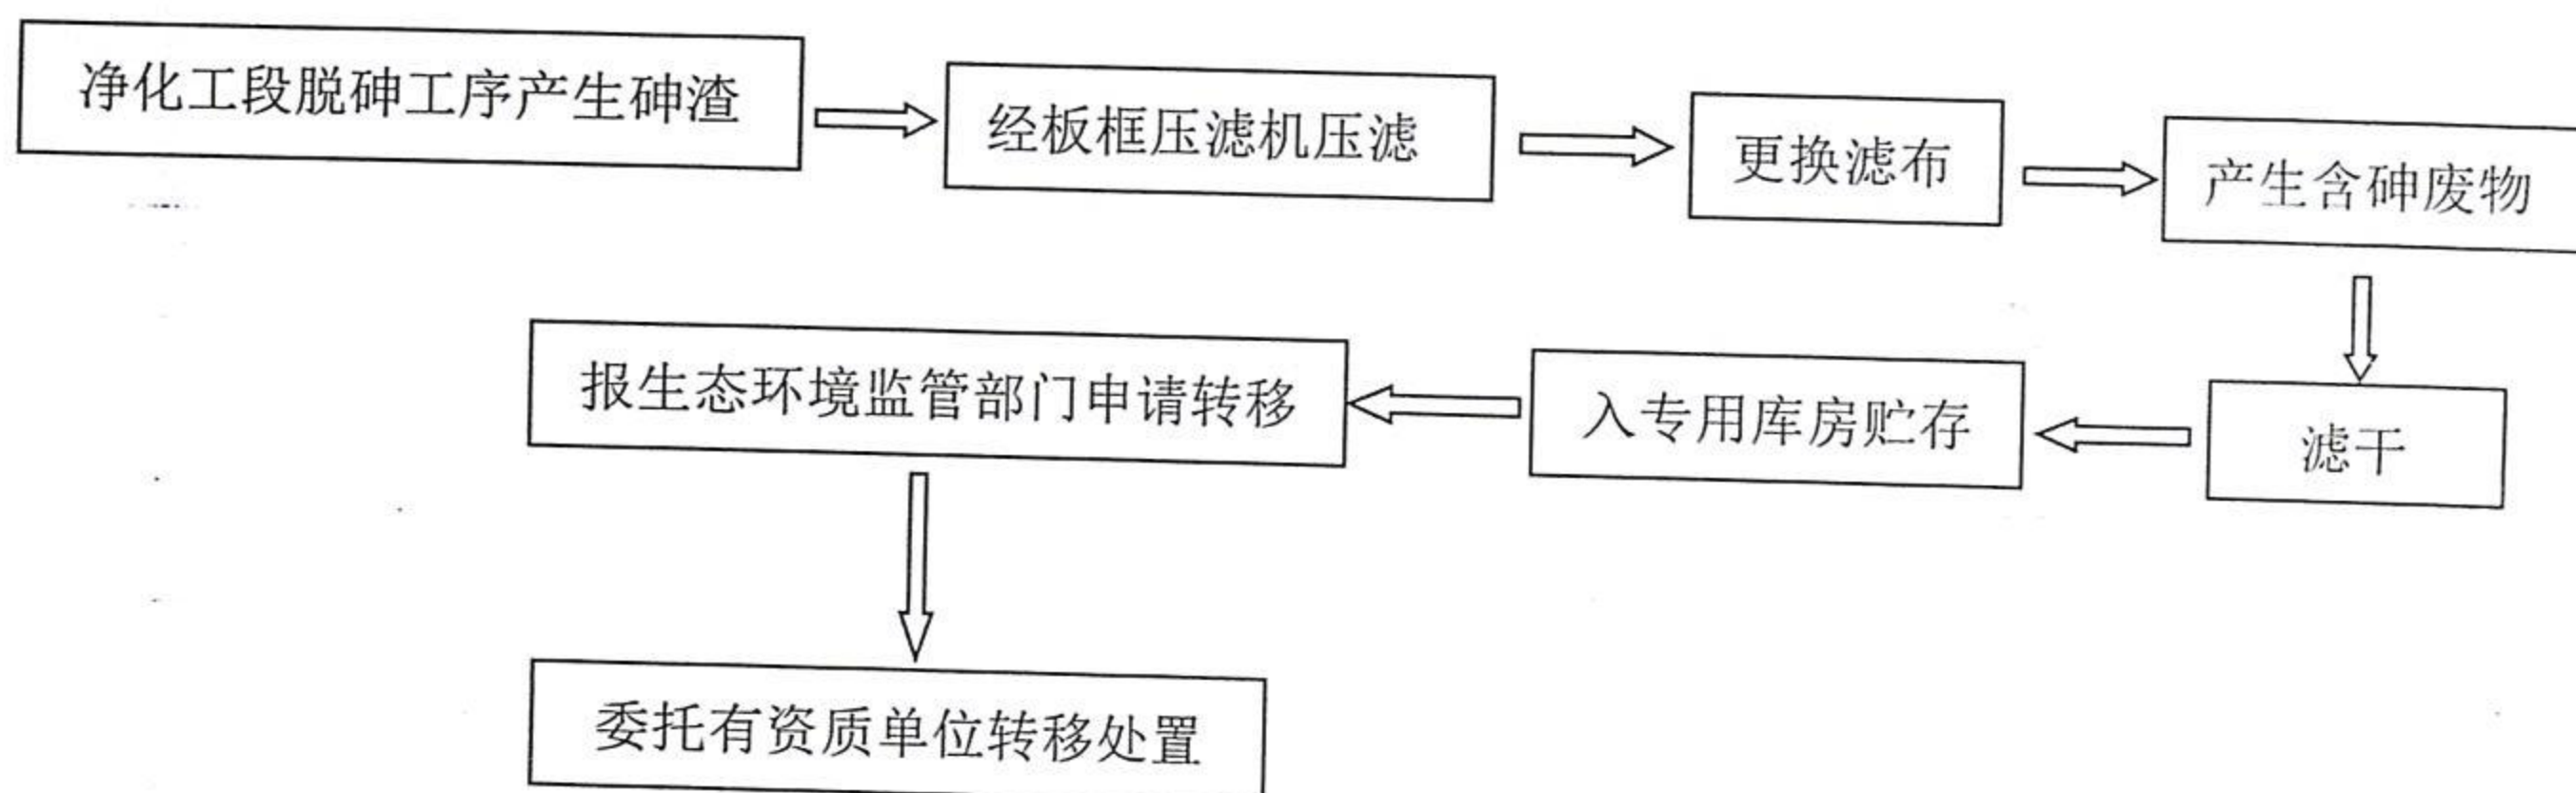 净化工段脱砷工序产生砷渣
经板框压滤机压滤
更换滤布
产生含砷废物
滤干
入专用库房贮存
报生态环境监管部门申请转移
委托有资质单位转移处置